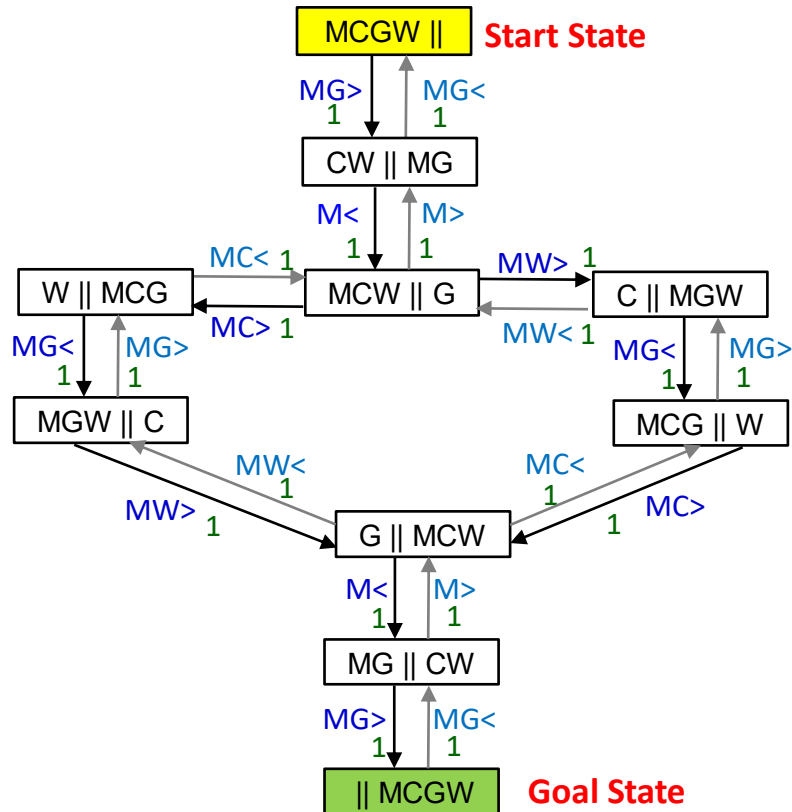 MCGW || Start State
MG> MG<
1 1
CW || MG
M< M>
1 1
MC< 1 MW> 1
W || MCG MCW || G C || MGW
MC> 1 MW< 1
MG< MG> MG< MG>
1 1 1 1
MGW || C MCG || W
MW< MC<
1 1
MW> 1 1 MC>
G || MCW
M< M>
1 1
MG || CW
MG> MG<
1 1
|| MCGW Goal State